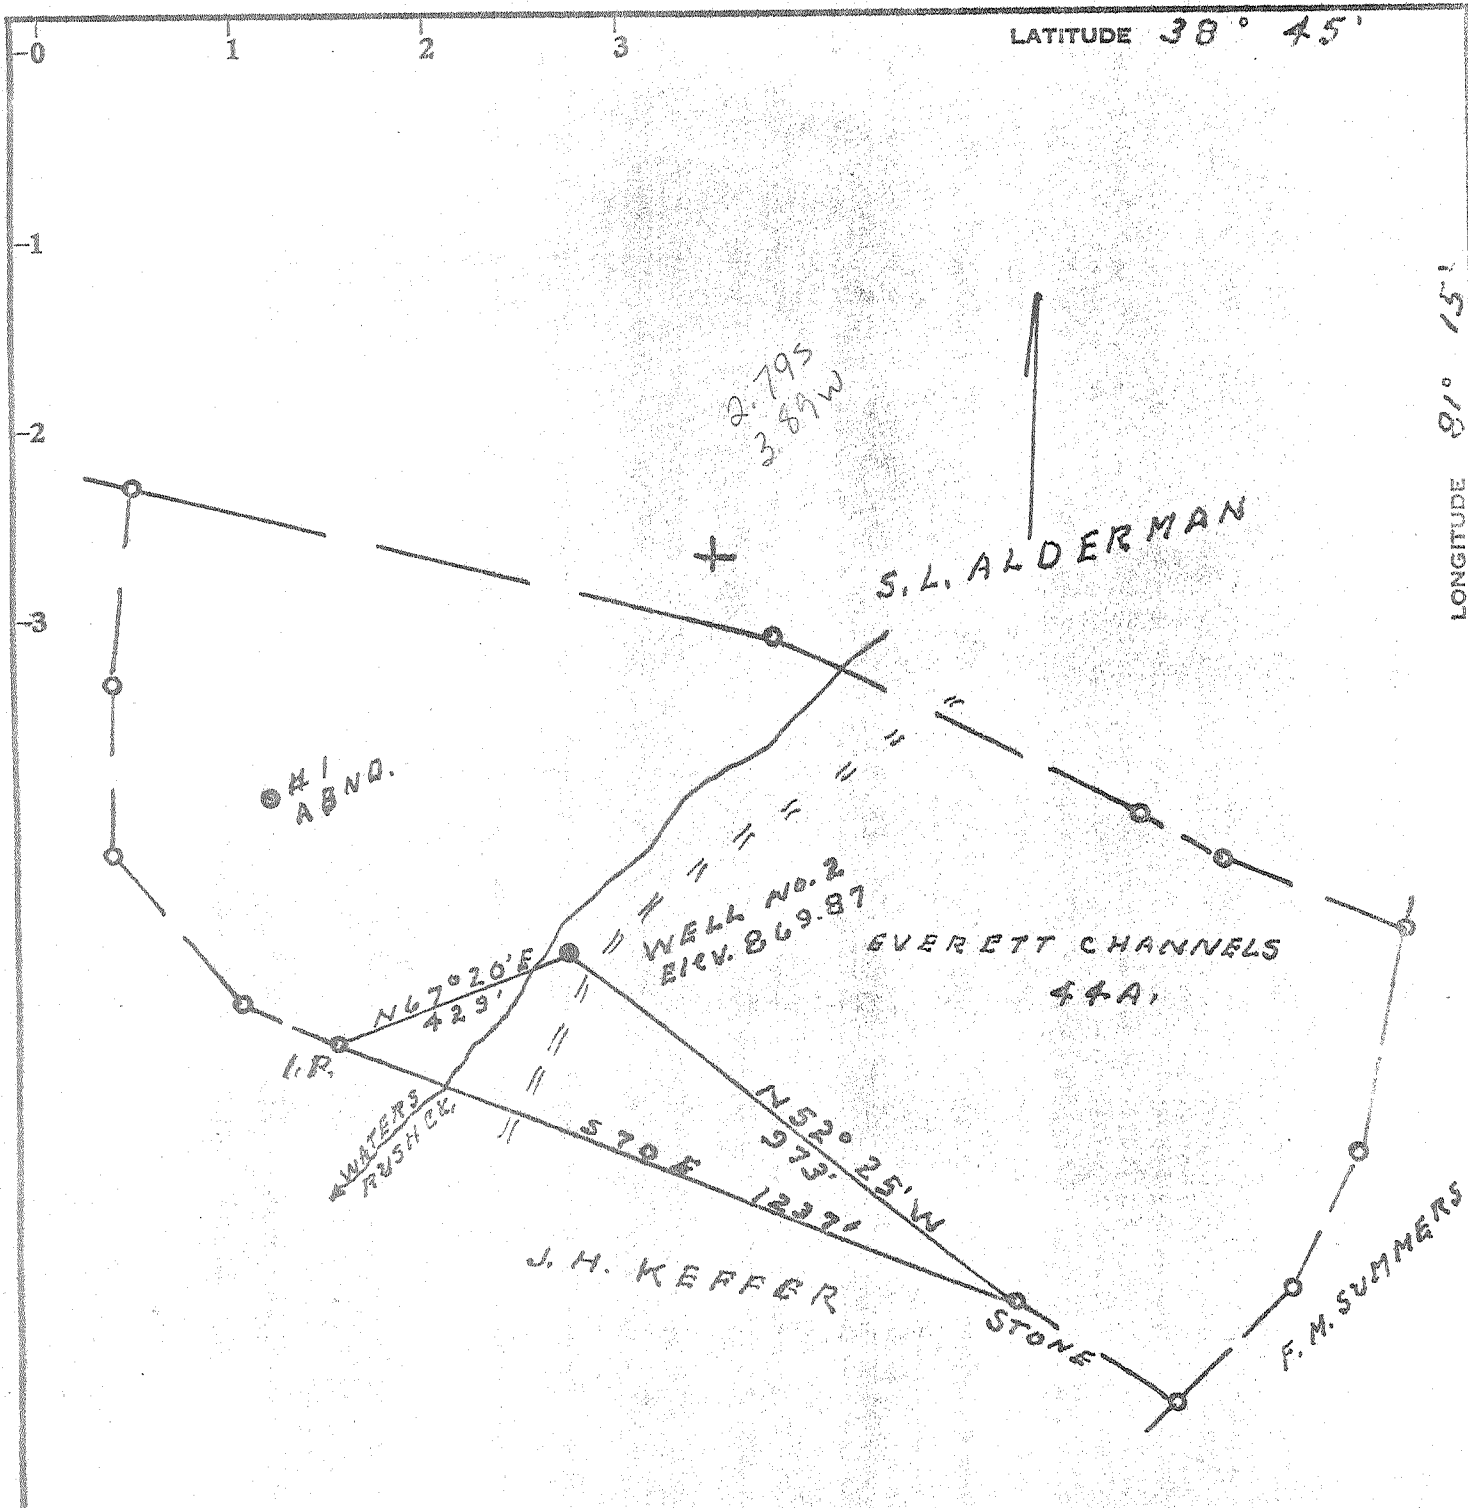 LATITUDE 38° 45'
-0 1 2 3
-1
LONGITUDE 81° 15'
2.79S
3.89W
-2
S.L. ALDERMAN
-3
#1
ABND.
WELL NO. 2
ELEV. 869.87
EVERETT CHANNELS
44A.
N67°20'E
429'
I.P.
WATERS
RUSH CK.
S 70 E 1237'
N52° 25' W
973'
J. H. KEFFER
STONE
F. M. SUMMERS